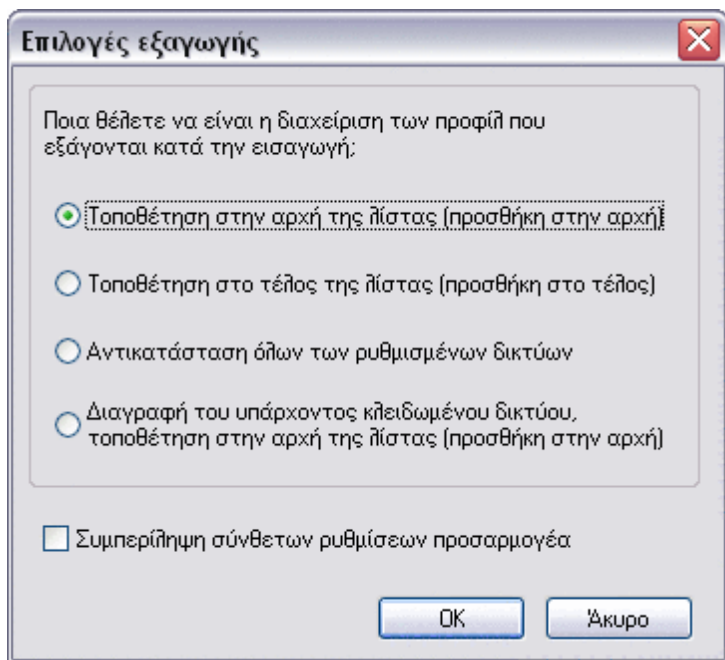 Επιλογές εξαγωγής
Ποια θέλετε να είναι η διαχείριση των προφίλ που
εξάγονται κατά την εισαγωγή;
Τοποθέτηση στην αρχή της λίστας (προσθήκη στην αρχή)
Τοποθέτηση στο τέλος της λίστας (προσθήκη στο τέλος)
Αντικατάσταση όλων των ρυθμισμένων δικτύων
Διαγραφή του υπάρχοντος κλειδωμένου δικτύου,
τοποθέτηση στην αρχή της λίστας (προσθήκη στην αρχή)
Συμπερίληψη σύνθετων ρυθμίσεων προσαρμογέα
OK
Άκυρο